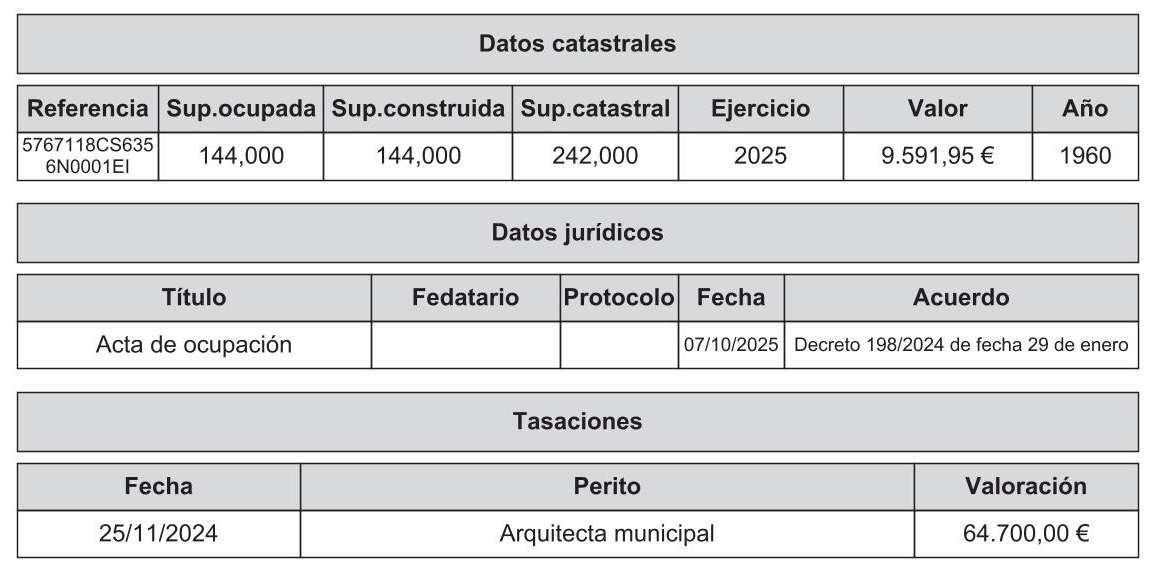 Datos catastrales
Referencia Sup.ocupada Sup.construida Sup.catastral Ejercicio Valor Año
5767118CS635
6N0001EI 144,000 144,000 242,000 2025 9.591,95 € 1960
Datos jurídicos
Título Fedatario Protocolo Fecha Acuerdo
Acta de ocupación 07/10/2025 Decreto 198/2024 de fecha 29 de enero
Tasaciones
Fecha Perito Valoración
25/11/2024 Arquitecta municipal 64.700,00 €